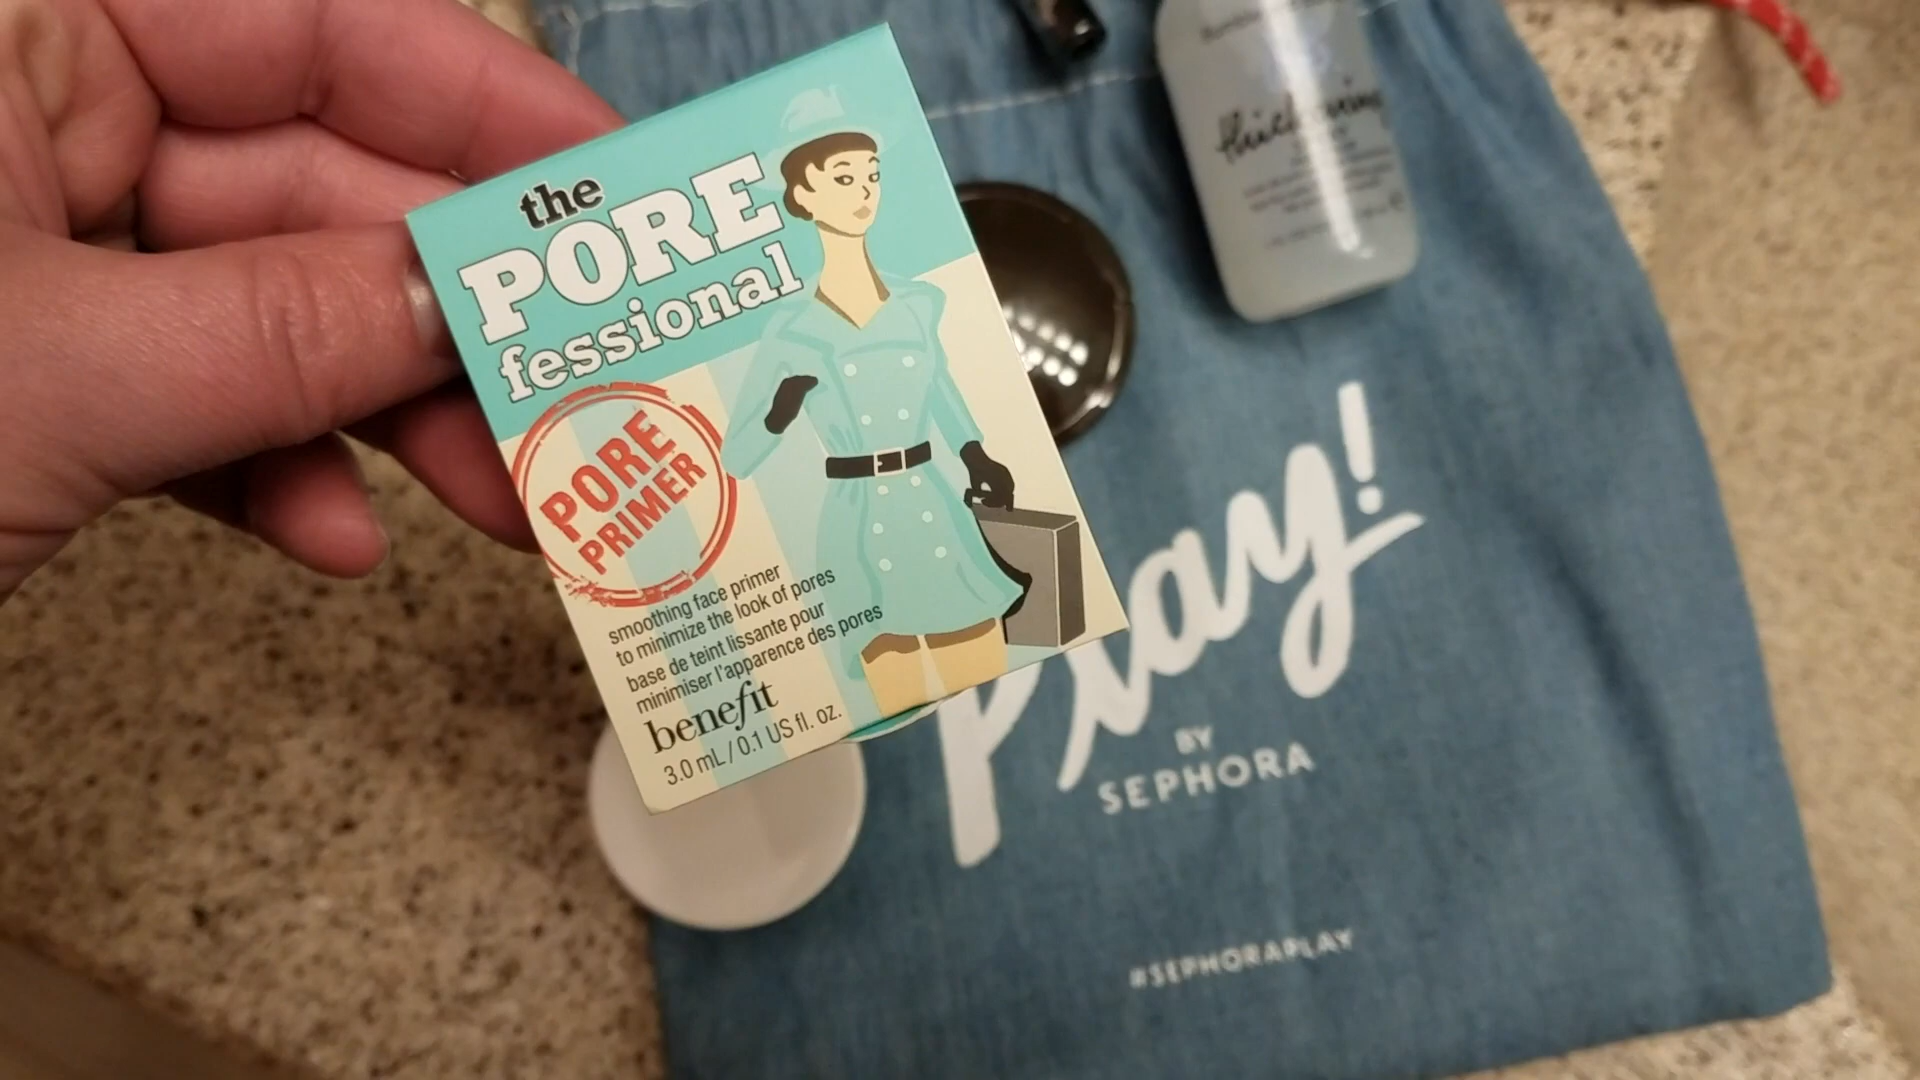 the
PORE
fessional
PORE
PRIMER
smoothing face primer
to minimize the look of pores
base de teint lissante pour
minimiser l'apparence des pores
benefit
3.0 mL / 0.1 US fl. oz.
thickening
Play!
BY
SEPHORA
#SEPHORAPLAY